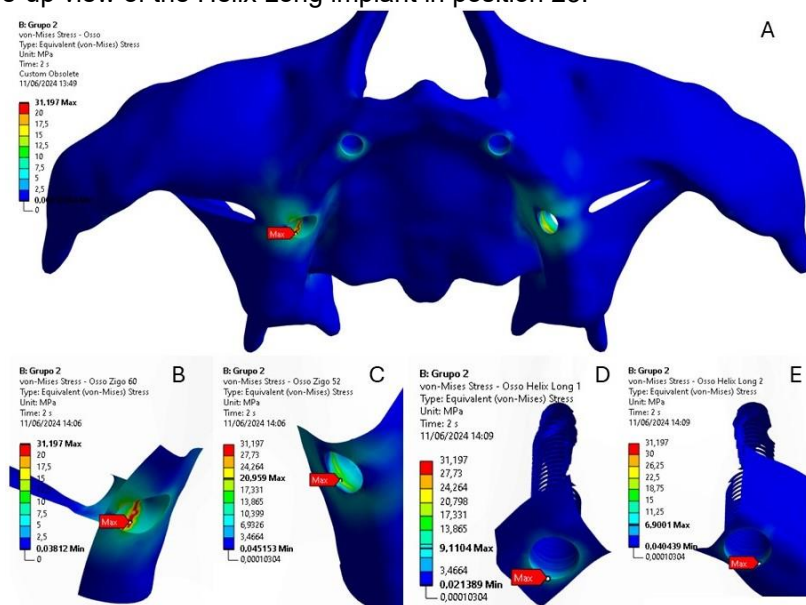 B: Grupo 2
von-Mises Stress - Osso
Type: Equivalent (von-Mises) Stress
Unit: MPa
Time: 2 s
Custom Obsolete
11/06/2024 13:49
31,197 Max
20
17,5
15
12,5
10
7,5
5
2,5
0
A
Max
B: Grupo 2
von-Mises Stress - Osso Zigo 60
Type: Equivalent (von-Mises) Stress
Unit: MPa
Time: 2 s
11/06/2024 14:06
31,197 Max
20
17,5
15
12,5
10
7,5
5
2,5
0,03812 Min
0
B
Max
B: Grupo 2
von-Mises Stress - Osso Zigo 52
Type: Equivalent (von-Mises) Stress
Unit: MPa
Time: 2 s
11/06/2024 14:06
31,197
27,73
24,264
20,959 Max
17,331
13,865
10,399
6,9326
3,4664
0,045153 Min
0,00010304
C
Max
B: Grupo 2
von-Mises Stress - Osso Helix Long 1
Type: Equivalent (von-Mises) Stress
Unit: MPa
Time: 2 s
11/06/2024 14:09
31,197
27,73
24,264
20,798
17,331
13,865
9,1104 Max
3,4664
0,021389 Min
0,00010304
D
Max
B: Grupo 2
von-Mises Stress - Osso Helix Long 2
Type: Equivalent (von-Mises) Stress
Unit: MPa
Time: 2 s
11/06/2024 14:09
31,197
30
26,25
22,5
18,75
15
11,25
6,9001 Max
0,040439 Min
0,00010304
E
Max